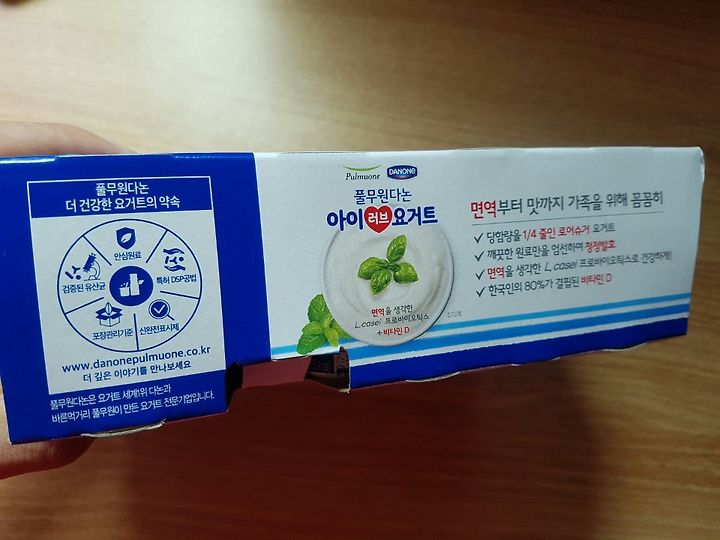 풀무원다논
더 건강한 요거트의 약속
안심원료
검증된 유산균
특허 DSP공법
포장관리기준
신완전표시제
www.danonepulmuone.co.kr
더 깊은 이야기를 만나보세요
풀무원다논은 요거트 세계1위 다논과
바른먹거리 풀무원이 만든 요거트 전문기업입니다.
Pulmuone DANONE
풀무원다논
아이러브요거트
면역을 생각한
L.casei 프로바이오틱스
+비타민 D
조리예
면역부터 맛까지 가족을 위해 꼼꼼히
✓ 당함량을 1/4 줄인 로어슈거 요거트
✓ 깨끗한 원료만을 엄선하여 청정발효
✓ 면역을 생각한 L.casei 프로바이오틱스로 건강하게!
✓ 한국인의 80%가 결핍된 비타민 D